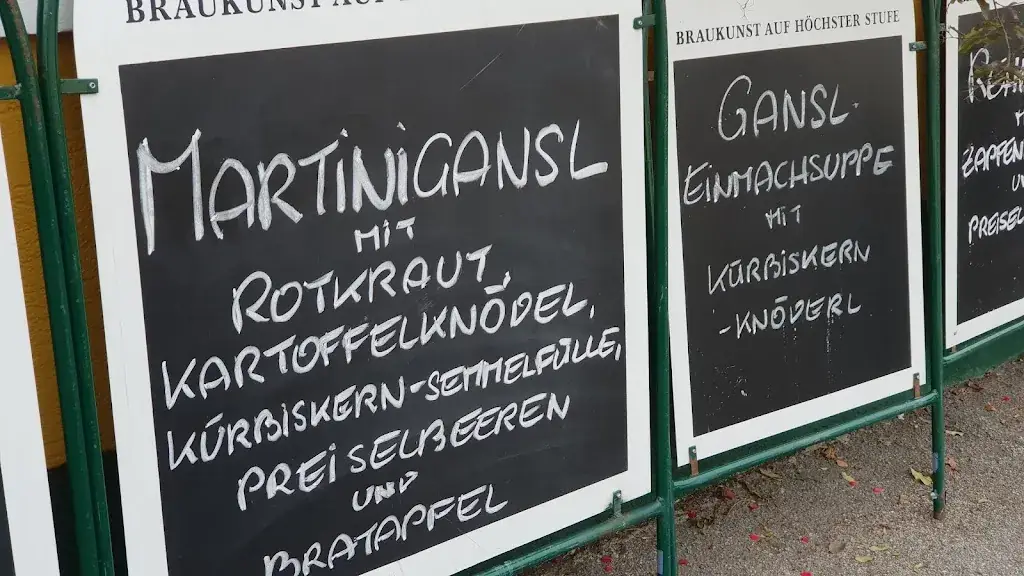 BRAUKUNST AUF
MARTINIGANSL
MIT
ROTKRAUT,
KARTOFFELKNÖDEL,
KÜRBISKERN-SEMMELFÜLLE,
PREISELBEEREN
UND
BRATAPFEL
BRAUKUNST AUF HÖCHSTER STUFE
GANSL-
EINMACHSUPPE
MIT
KÜRBISKERN
-KNÖDERL
ZAPFEN
PREISEL